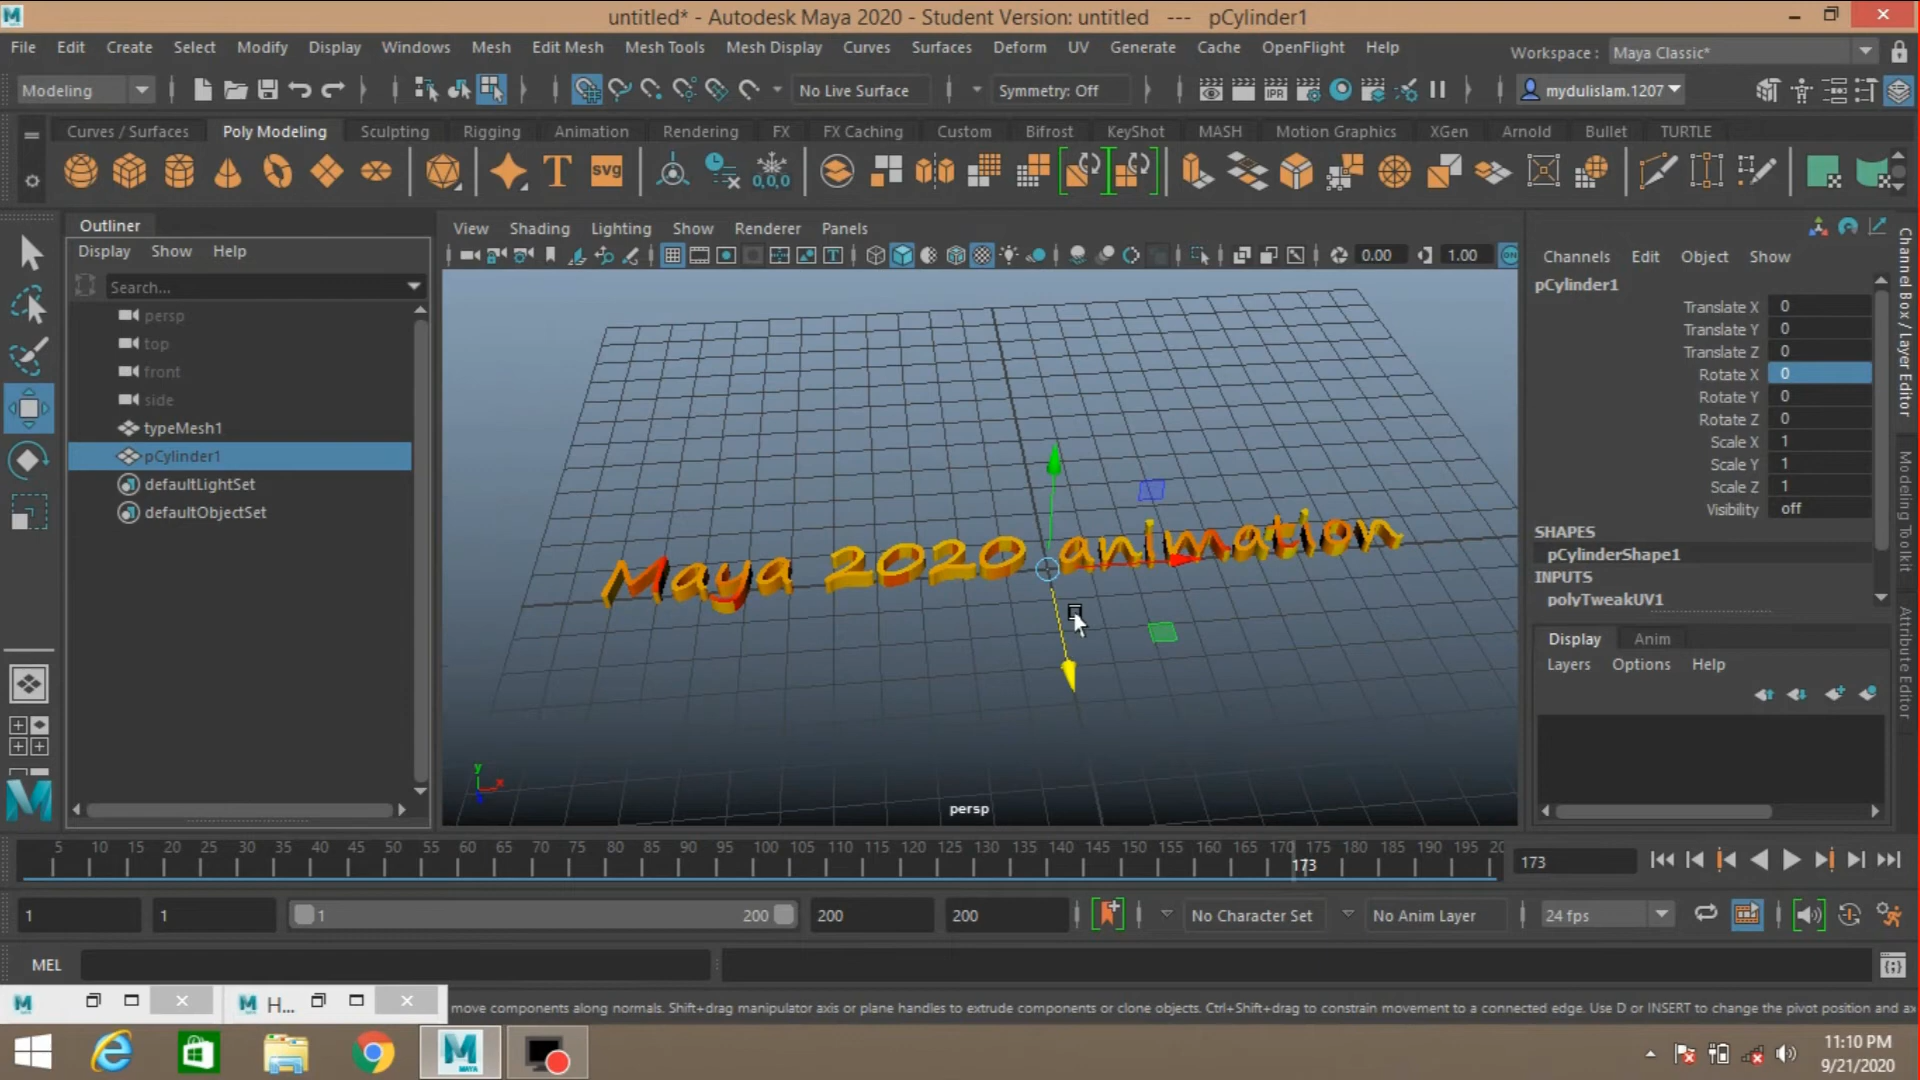 untitled* - Autodesk Maya 2020 - Student Version: untitled --- pCylinder1
File Edit Create Select Modify Display Windows Mesh Edit Mesh Mesh Tools Mesh Display Curves Surfaces Deform UV Generate Cache OpenFlight Help
Workspace : Maya Classic*
Modeling No Live Surface Symmetry: Off mydulislam.1207
Curves / Surfaces Poly Modeling Sculpting Rigging Animation Rendering FX FX Caching Custom Bifrost KeyShot MASH Motion Graphics XGen Arnold Bullet TURTLE
T SVG 0,0,0
Outliner
Display Show Help
Search...
persp
top
front
side
typeMesh1
pCylinder1
defaultLightSet
defaultObjectSet
View Shading Lighting Show Renderer Panels
0.00 1.00 ON
Maya 2020 animation
y
x
persp
Channels Edit Object Show
pCylinder1
Translate X 0
Translate Y 0
Translate Z 0
Rotate X 0
Rotate Y 0
Rotate Z 0
Scale X 1
Scale Y 1
Scale Z 1
Visibility off
SHAPES
pCylinderShape1
INPUTS
polyTweakUV1
Display Anim
Layers Options Help
Channel Box / Layer Editor
Modeling Toolkit
Attribute Editor
5 10 15 20 25 30 35 40 45 50 55 60 65 70 75 80 85 90 95 100 105 110 115 120 125 130 135 140 145 150 155 160 165 170 175 180 185 190 195 20
173
173
1 1 1 200 200 200 No Character Set No Anim Layer 24 fps
MEL
H...
move components along normals. Shift+drag manipulator axis or plane handles to extrude components or clone objects. Ctrl+Shift+drag to constrain movement to a connected edge. Use D or INSERT to change the pivot position and ax
MAYA
11:10 PM
9/21/2020